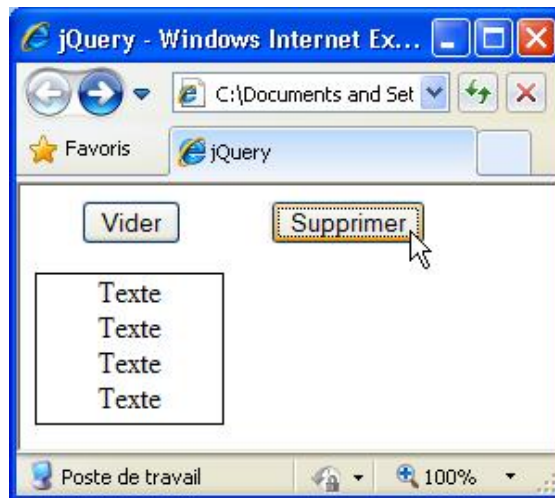 jQuery - Windows Internet Ex...
C:\Documents and Set
Favoris
jQuery
Vider
Supprimer
Texte
Texte
Texte
Texte
Poste de travail
100%